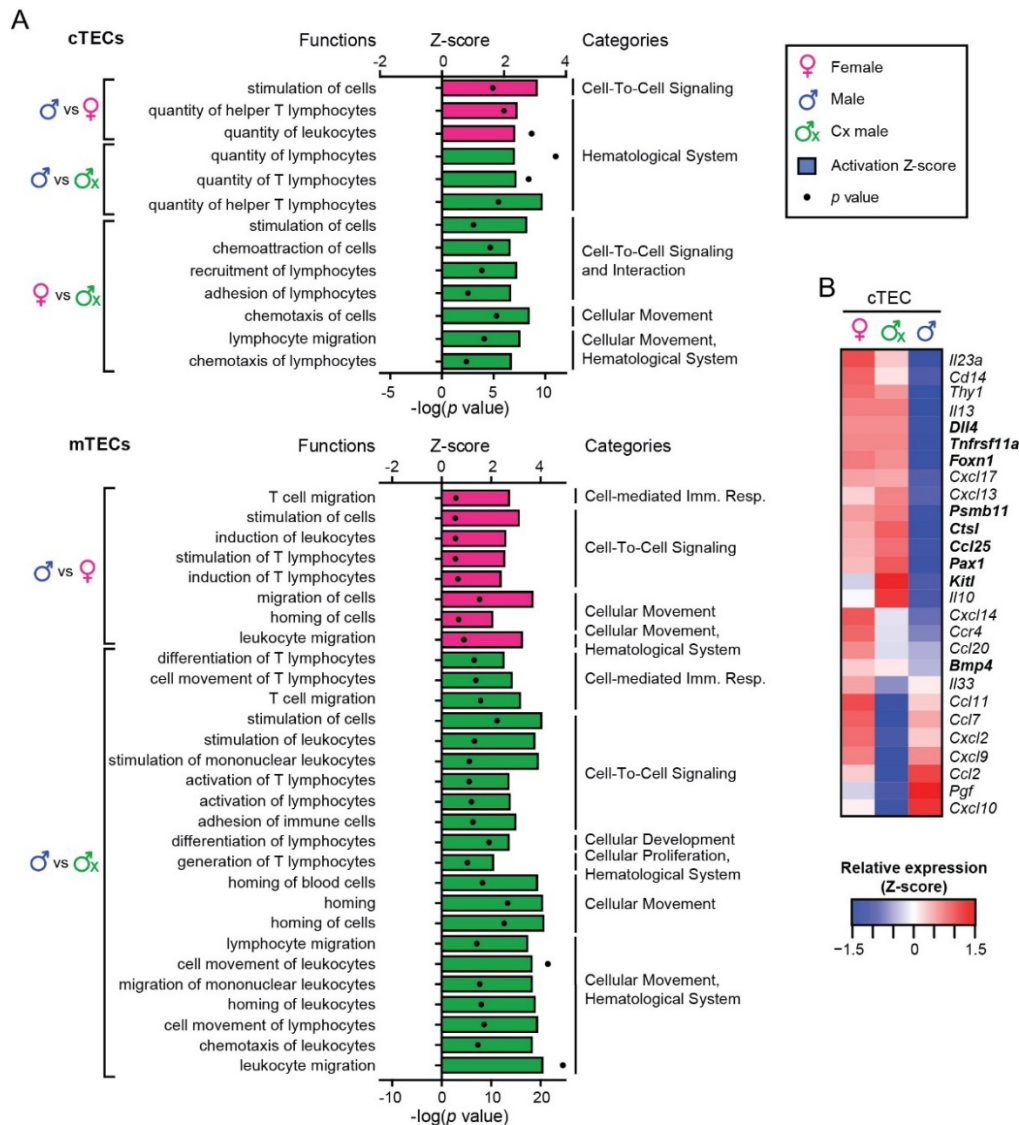 A
cTECs
Functions Z-score Categories
-2 0 2 4
♂ vs ♀
stimulation of cells Cell-To-Cell Signaling
quantity of helper T lymphocytes
quantity of leukocytes
Hematological System
♂ vs ♂x
quantity of lymphocytes
quantity of T lymphocytes
quantity of helper T lymphocytes
♀ vs ♂x
stimulation of cells
chemoattraction of cells
recruitment of lymphocytes
adhesion of lymphocytes
Cell-To-Cell Signaling
and Interaction
chemotaxis of cells Cellular Movement
lymphocyte migration
chemotaxis of lymphocytes
Cellular Movement,
Hematological System
-5 0 5 10
-log(p value)
Female
Male
Cx male
Activation Z-score
p value
mTECs
Functions Z-score Categories
-2 0 2 4
♂ vs ♀
T cell migration Cell-mediated Imm. Resp.
stimulation of cells
induction of leukocytes
stimulation of T lymphocytes
induction of T lymphocytes
Cell-To-Cell Signaling
migration of cells
homing of cells
Cellular Movement
leukocyte migration
Cellular Movement,
Hematological System
♂ vs ♂x
differentiation of T lymphocytes
cell movement of T lymphocytes
T cell migration
Cell-mediated Imm. Resp.
stimulation of cells
stimulation of leukocytes
stimulation of mononuclear leukocytes
activation of T lymphocytes
activation of lymphocytes
adhesion of immune cells
Cell-To-Cell Signaling
differentiation of lymphocytes Cellular Development
generation of T lymphocytes
Cellular Proliferation,
Hematological System
homing of blood cells
homing
homing of cells
Cellular Movement
lymphocyte migration
cell movement of leukocytes
migration of mononuclear leukocytes
homing of leukocytes
cell movement of lymphocytes
chemotaxis of leukocytes
leukocyte migration
Cellular Movement,
Hematological System
-10 0 10 20
-log(p value)
B
cTEC
♀ ♂x ♂
Il23a
Cd14
Thy1
Il13
Dll4
Tnfrsf11a
Foxn1
Cxcl17
Cxcl13
Psmb11
Ctsl
Ccl25
Pax1
Kitl
Il10
Cxcl14
Ccr4
Ccl20
Bmp4
Il33
Ccl11
Ccl7
Cxcl2
Cxcl9
Ccl2
Pgf
Cxcl10
Relative expression
(Z-score)
−1.5 0 1.5